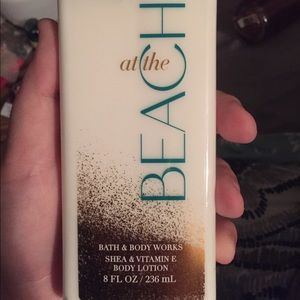 at the
BEACH
BATH & BODY WORKS
SHEA & VITAMIN E
BODY LOTION
8 FL OZ / 236 mL